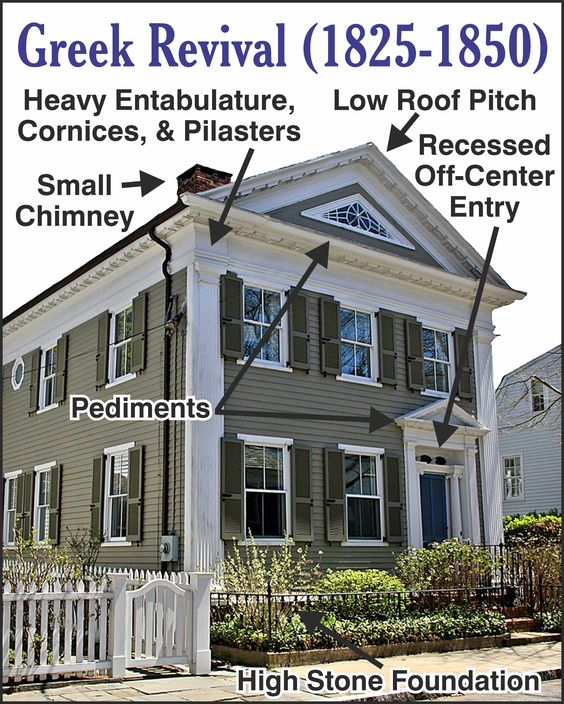 Greek Revival (1825-1850)
Heavy Entabulature,
Cornices, & Pilasters
Low Roof Pitch
Recessed
Off-Center
Entry
Small
Chimney
Pediments
High Stone Foundation